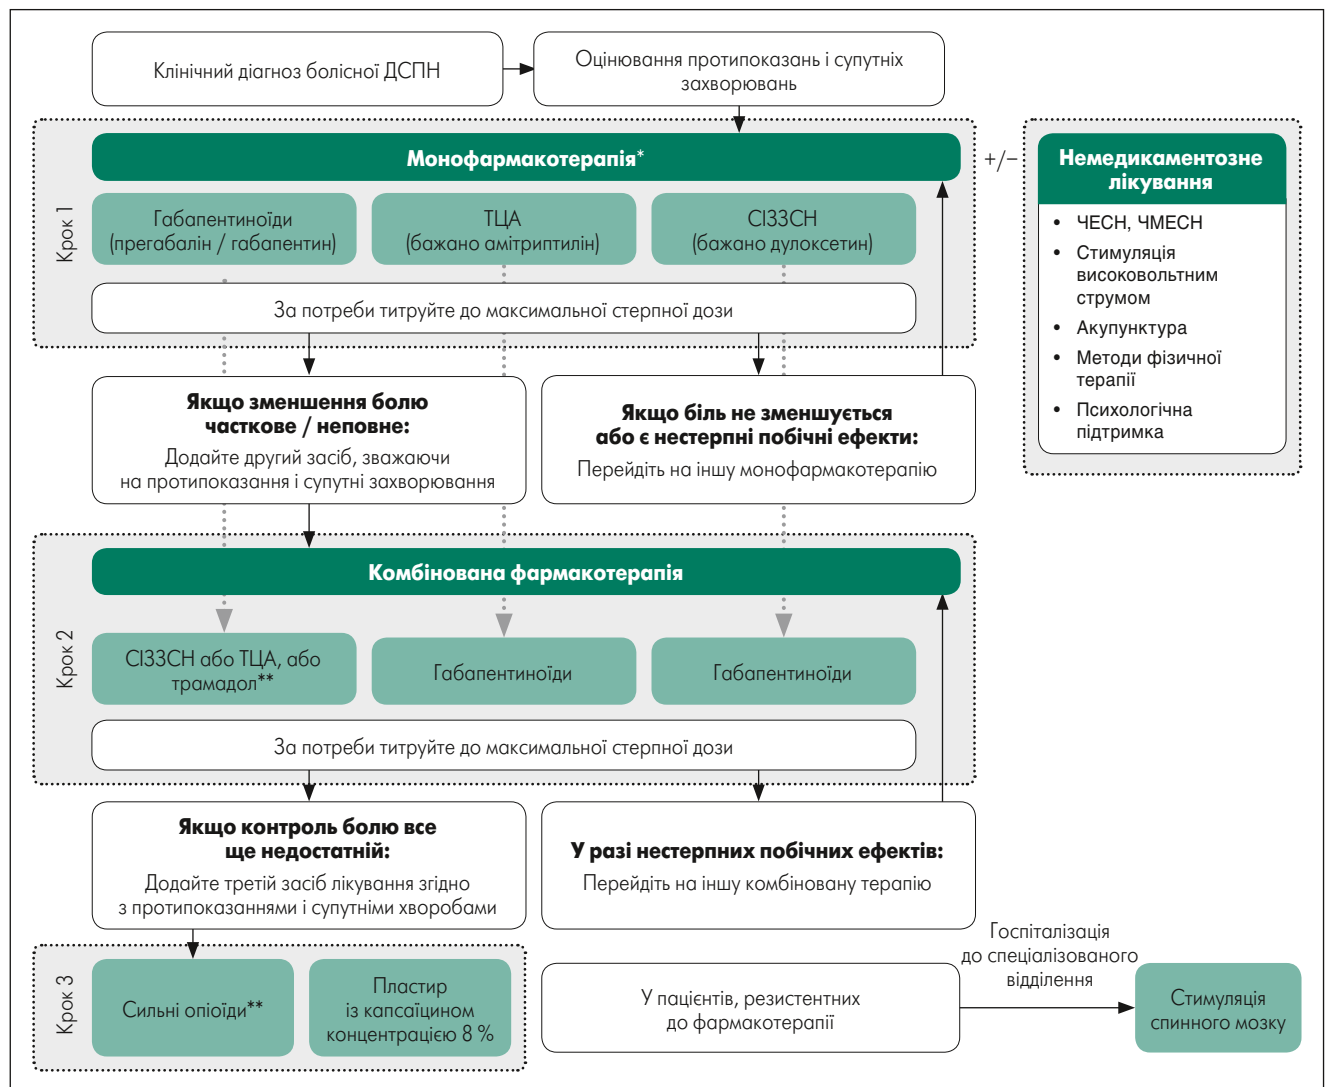 Клінічний діагноз болісної ДСПН
Оцінювання протипоказань і супутніх
захворювань
Крок 1
Монофармакотерапія*
Габапентиноїди
(прегабалін / габапентин)
ТЦА
(бажано амітриптилін)
СІЗЗСН
(бажано дулоксетин)
За потреби титруйте до максимальної стерпної дози
+/–
Немедикаментозне
лікування
• ЧЕСН, ЧМЕСН
• Стимуляція
високовольтним
струмом
• Акупунктура
• Методи фізичної
терапії
• Психологічна
підтримка
Якщо зменшення болю
часткове / неповне:
Додайте другий засіб, зважаючи
на протипоказання і супутні захворювання
Якщо біль не зменшується
або є нестерпні побічні ефекти:
Перейдіть на іншу монофармакотерапію
Крок 2
Комбінована фармакотерапія
СІЗЗСН або ТЦА, або
трамадол**
Габапентиноїди
Габапентиноїди
За потреби титруйте до максимальної стерпної дози
Якщо контроль болю все
ще недостатній:
Додайте третій засіб лікування згідно
з протипоказаннями і супутніми хворобами
У разі нестерпних побічних ефектів:
Перейдіть на іншу комбіновану терапію
Крок 3
Сильні опіоїди**
Пластир
із капсаїцином
концентрацією 8 %
У пацієнтів, резистентних
до фармакотерапії
Госпіталізація
до спеціалізованого
відділення
Стимуляція
спинного мозку